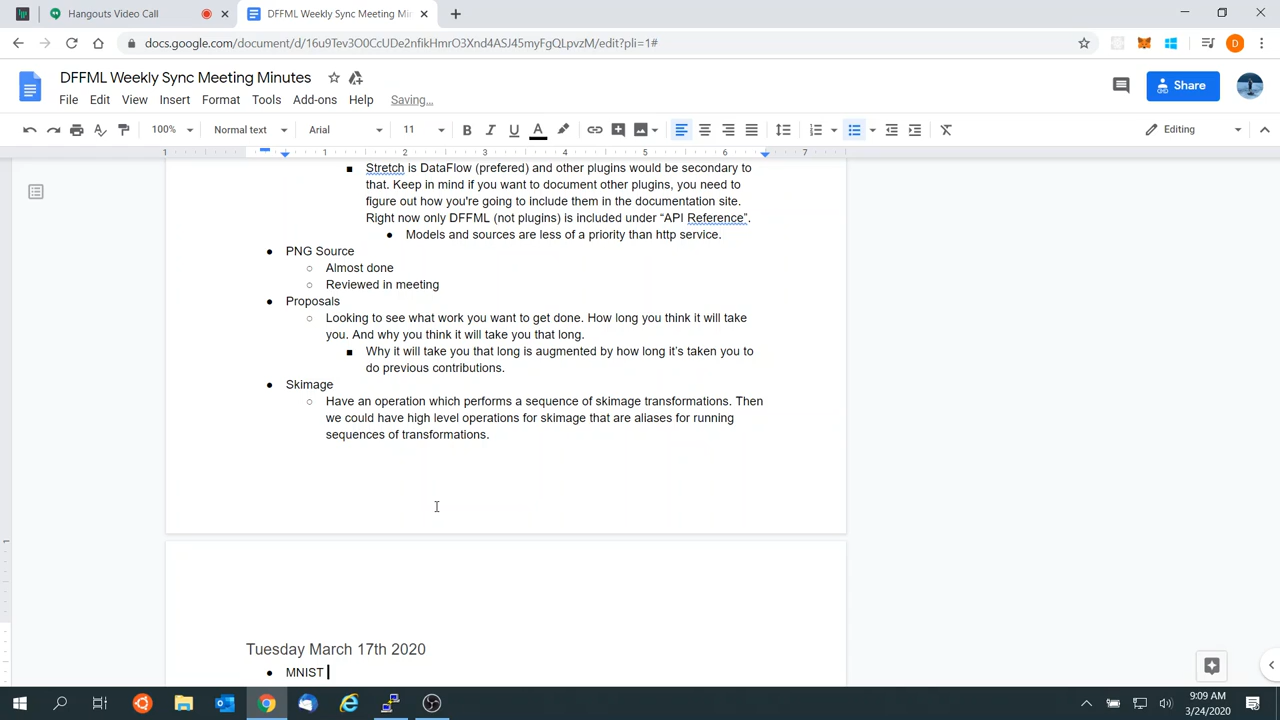 Hangouts Video Call
DFFML Weekly Sync Meeting Mi
docs.google.com/document/d/16u9Tev3O0CcUDe2nfikHmrO3Xnd4ASJ45myFgQLpvzM/edit?pli=1#
D
DFFML Weekly Sync Meeting Minutes
Share
File Edit View Insert Format Tools Add-ons Help Saving...
100% Normal text Arial 11 B I U A Editing
1 1 2 3 4 5 6 7
Stretch is DataFlow (prefered) and other plugins would be secondary to
that. Keep in mind if you want to document other plugins, you need to
figure out how you're going to include them in the documentation site.
Right now only DFFML (not plugins) is included under “API Reference”.
Models and sources are less of a priority than http service.
PNG Source
Almost done
Reviewed in meeting
Proposals
Looking to see what work you want to get done. How long you think it will take
you. And why you think it will take you that long.
Why it will take you that long is augmented by how long it’s taken you to
do previous contributions.
Skimage
Have an operation which performs a sequence of skimage transformations. Then
we could have high level operations for skimage that are aliases for running
sequences of transformations.
Tuesday March 17th 2020
MNIST
9:09 AM
3/24/2020